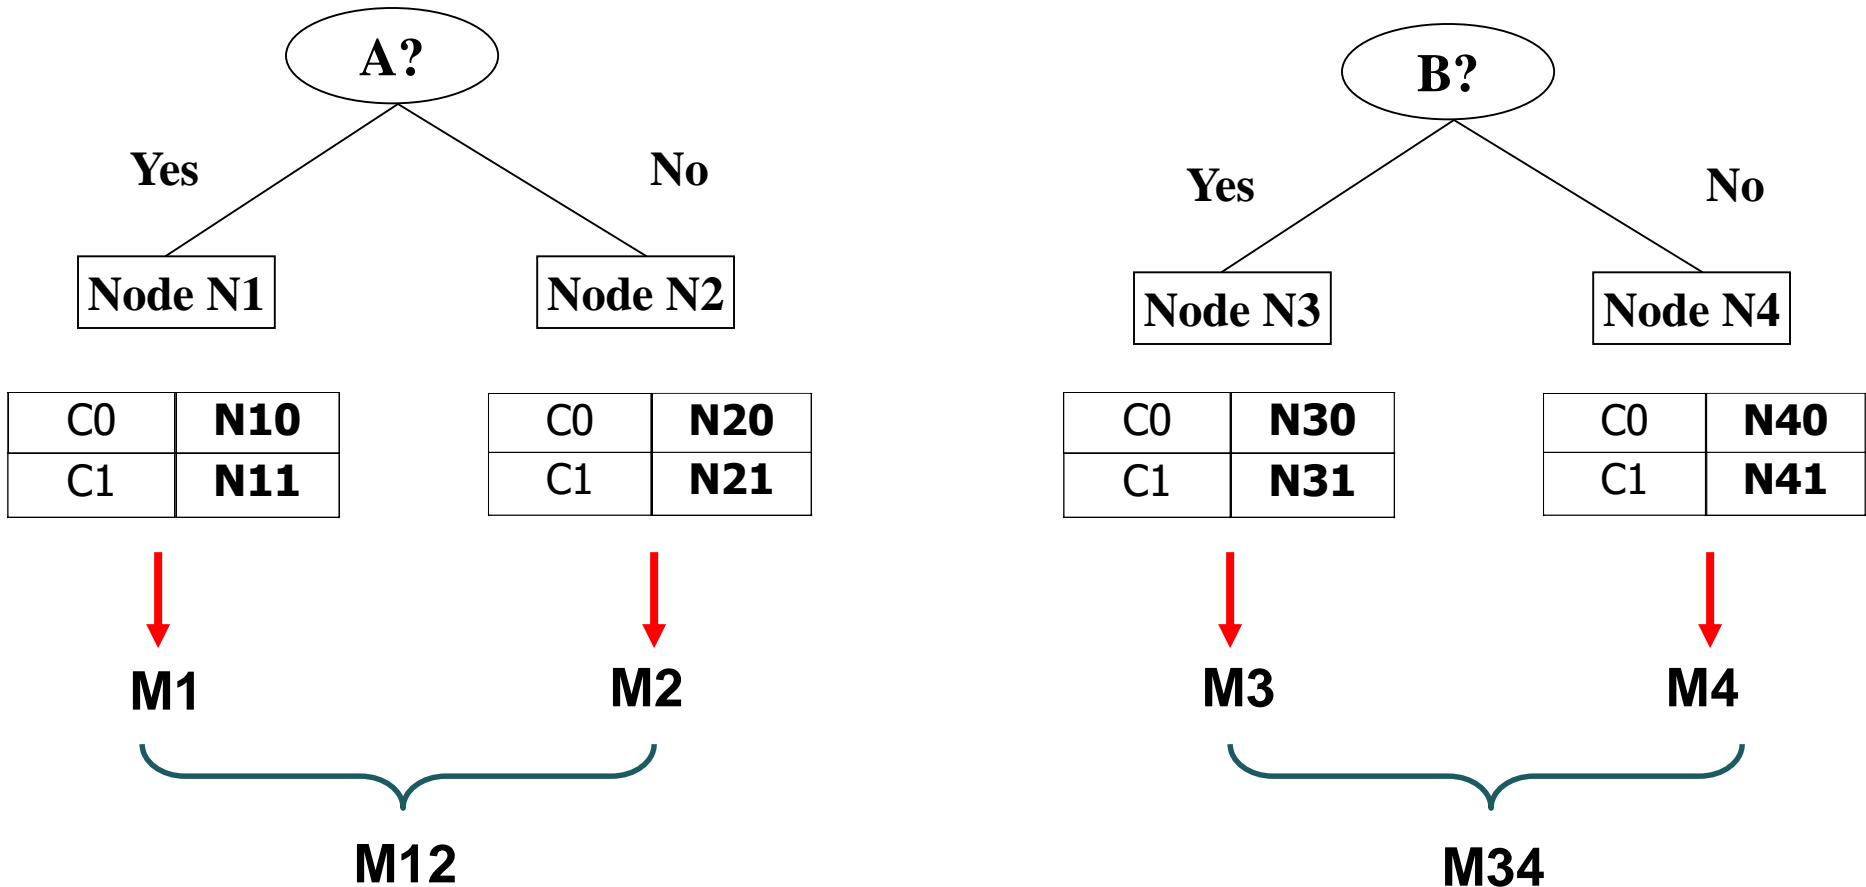 A?
Yes
No
Node N1
Node N2
C0 N10
C1 N11
C0 N20
C1 N21
M1
M2
M12
B?
Yes
No
Node N3
Node N4
C0 N30
C1 N31
C0 N40
C1 N41
M3
M4
M34